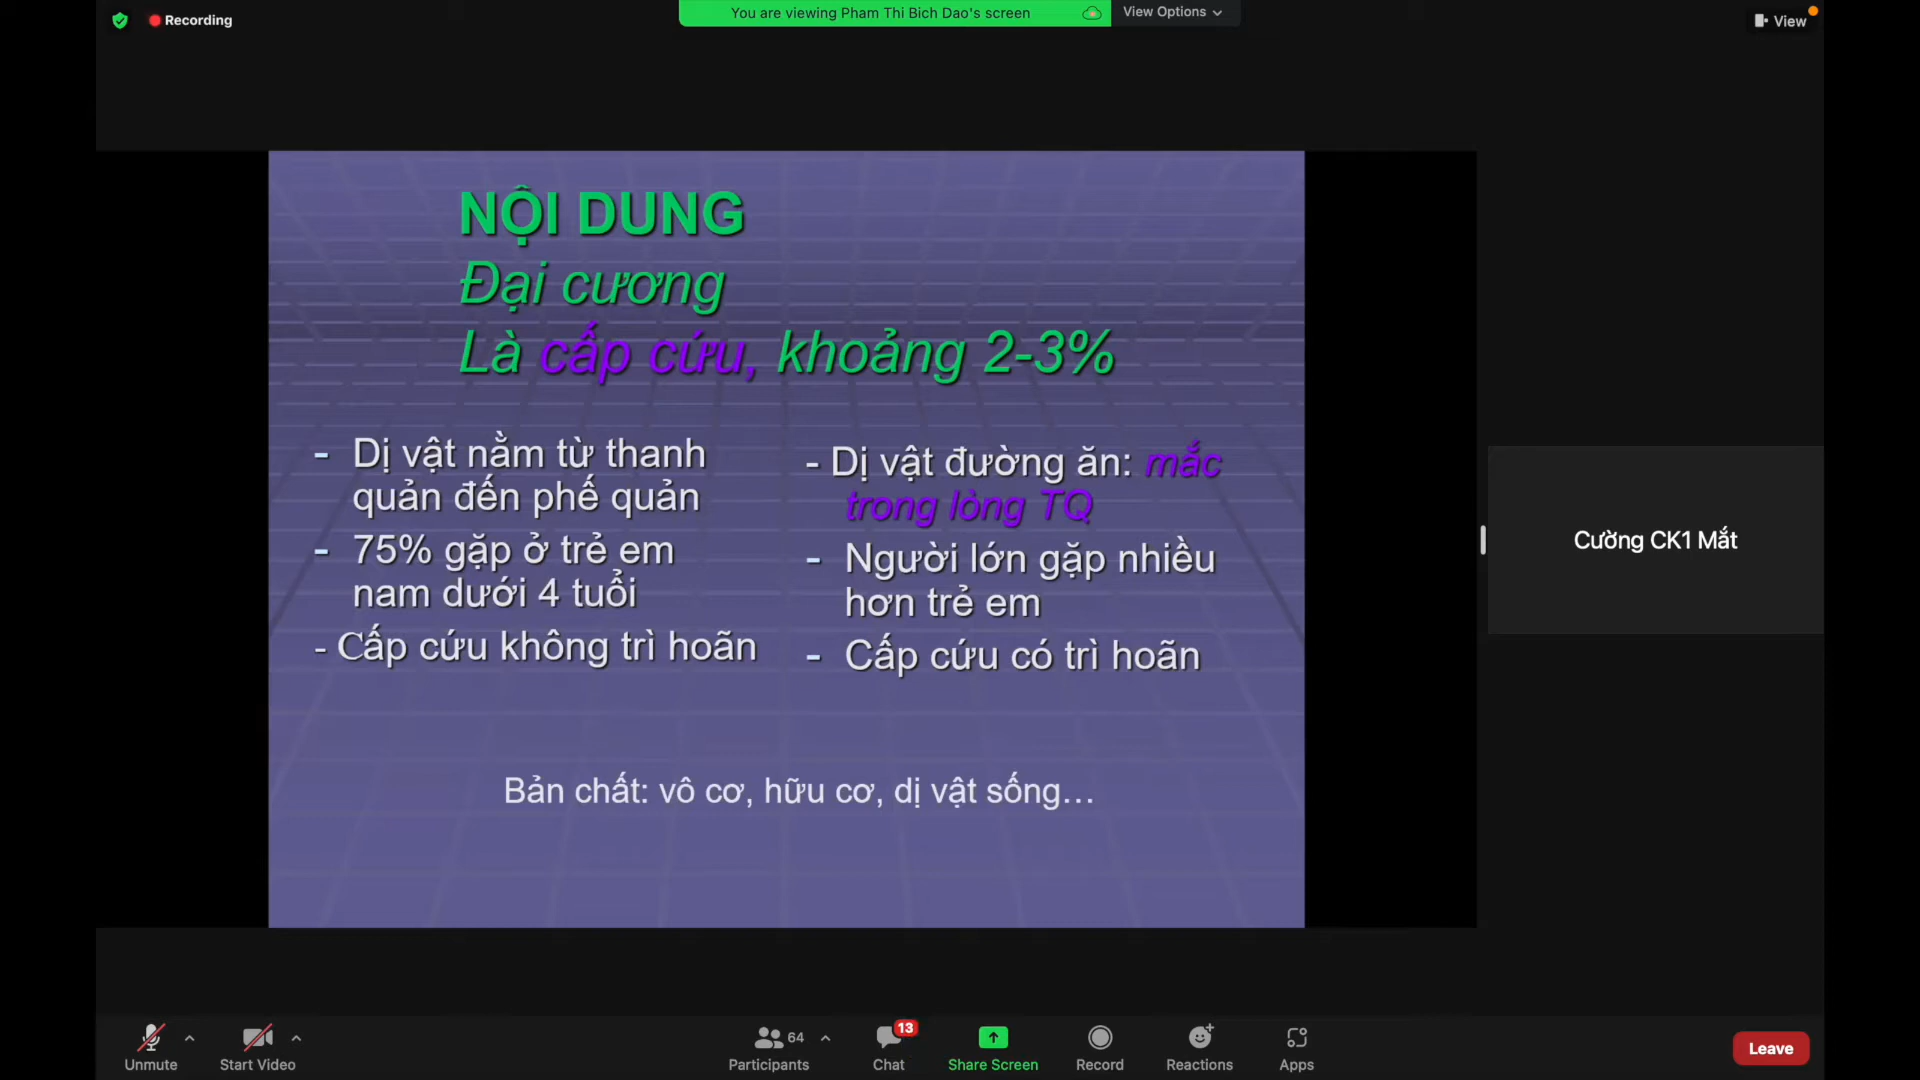 Recording
You are viewing Pham Thi Bich Dao's screen
View Options
View
NỘI DUNG
Đại cương
Là cấp cứu, khoảng 2-3%
- Dị vật nằm từ thanh
quản đến phế quản
- 75% gặp ở trẻ em
nam dưới 4 tuổi
- Cấp cứu không trì hoãn
- Dị vật đường ăn: mắc
trong lòng TQ
- Người lớn gặp nhiều
hơn trẻ em
- Cấp cứu có trì hoãn
Bản chất: vô cơ, hữu cơ, dị vật sống...
Cường CK1 Mắt
Unmute
Start Video
64
Participants
13
Chat
Share Screen
Record
Reactions
Apps
Leave